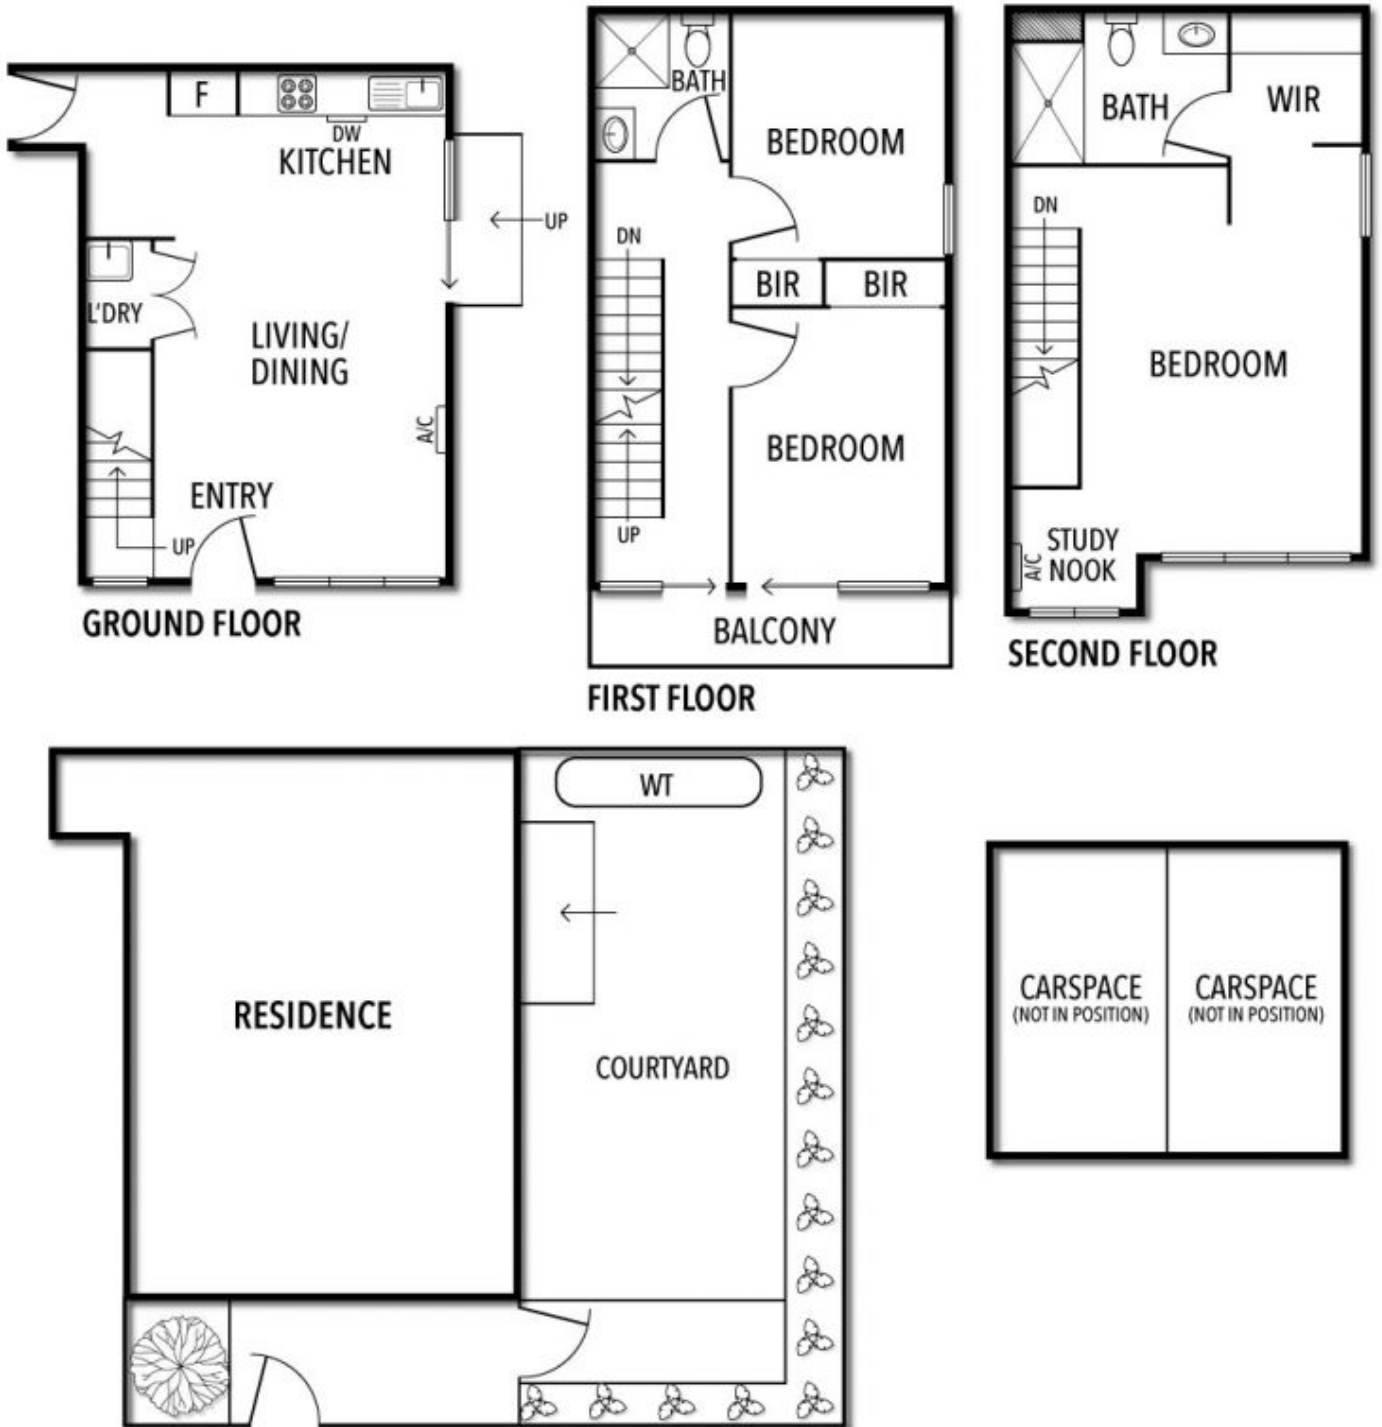 F
DW
KITCHEN
UP
L'DRY
LIVING/
DINING
A/C
ENTRY
UP
GROUND FLOOR
BATH
BEDROOM
DN
BIR
BIR
BEDROOM
UP
BALCONY
FIRST FLOOR
BATH
WIR
DN
BEDROOM
STUDY
NOOK
A/C
SECOND FLOOR
WT
RESIDENCE
COURTYARD
CARSPACE
(NOT IN POSITION)
CARSPACE
(NOT IN POSITION)